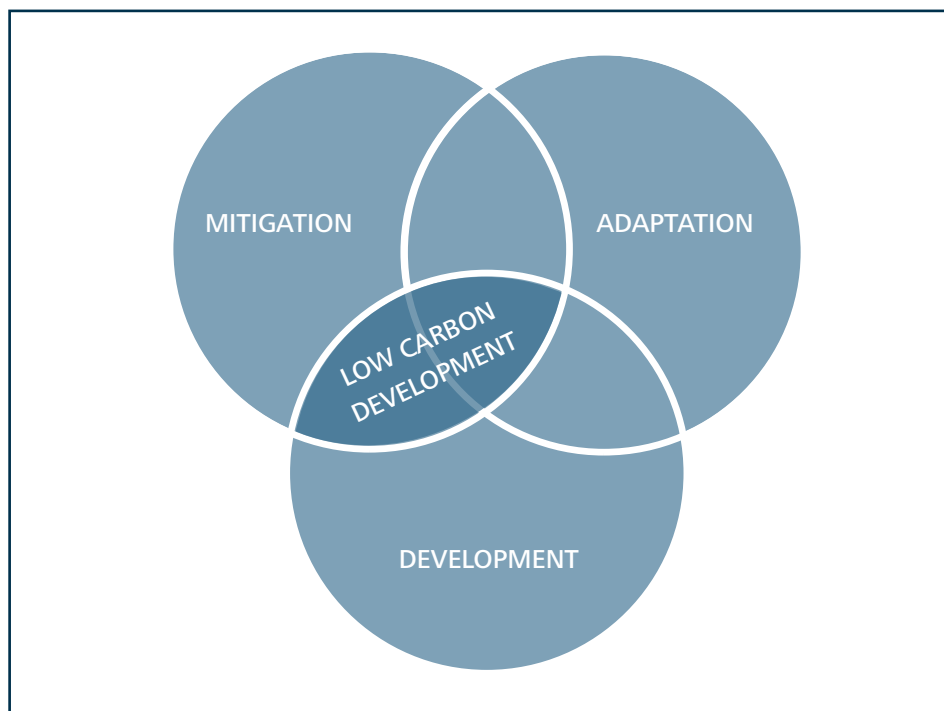 MITIGATION
ADAPTATION
LOW CARBON
DEVELOPMENT
DEVELOPMENT